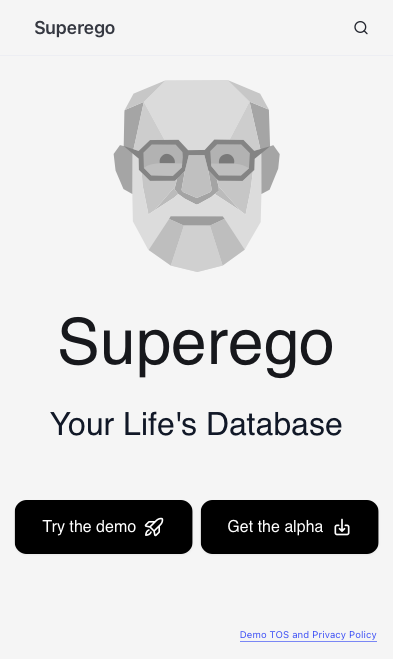 Superego
Superego
Your Life's Database
Try the demo
Get the alpha
Demo TOS and Privacy Policy